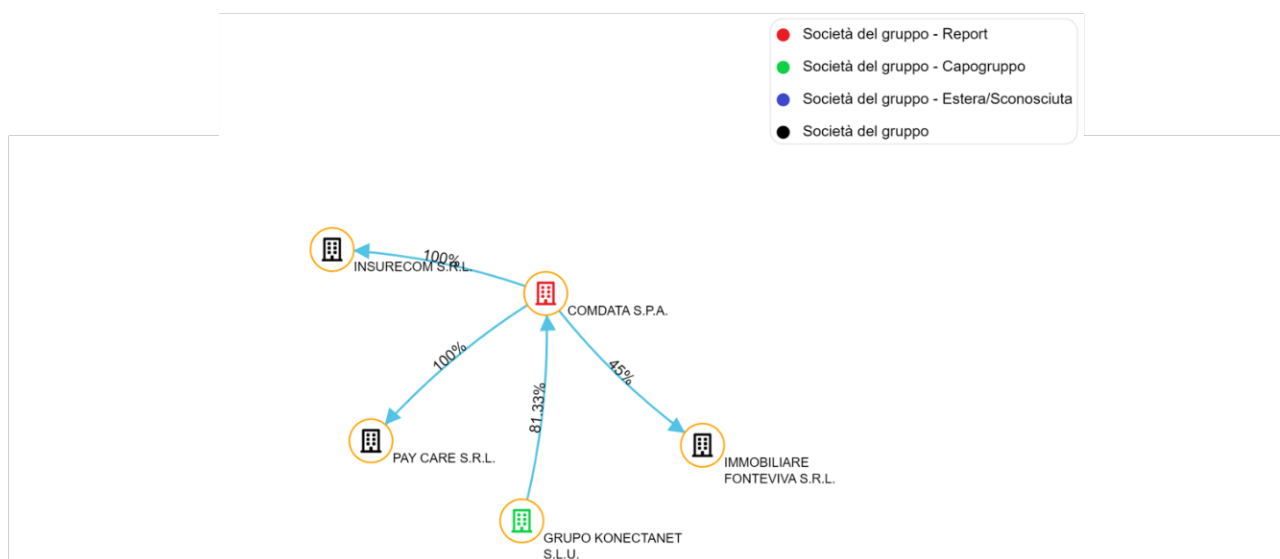 Società del gruppo - Report
Società del gruppo - Capogruppo
Società del gruppo - Estera/Sconosciuta
Società del gruppo
100%
INSURECOM S.R.L.
COMDATA S.P.A.
100%
45%
81.33%
PAY CARE S.R.L.
IMMOBILIARE
FONTEVIVA S.R.L.
GRUPO KONECTANET
S.L.U.